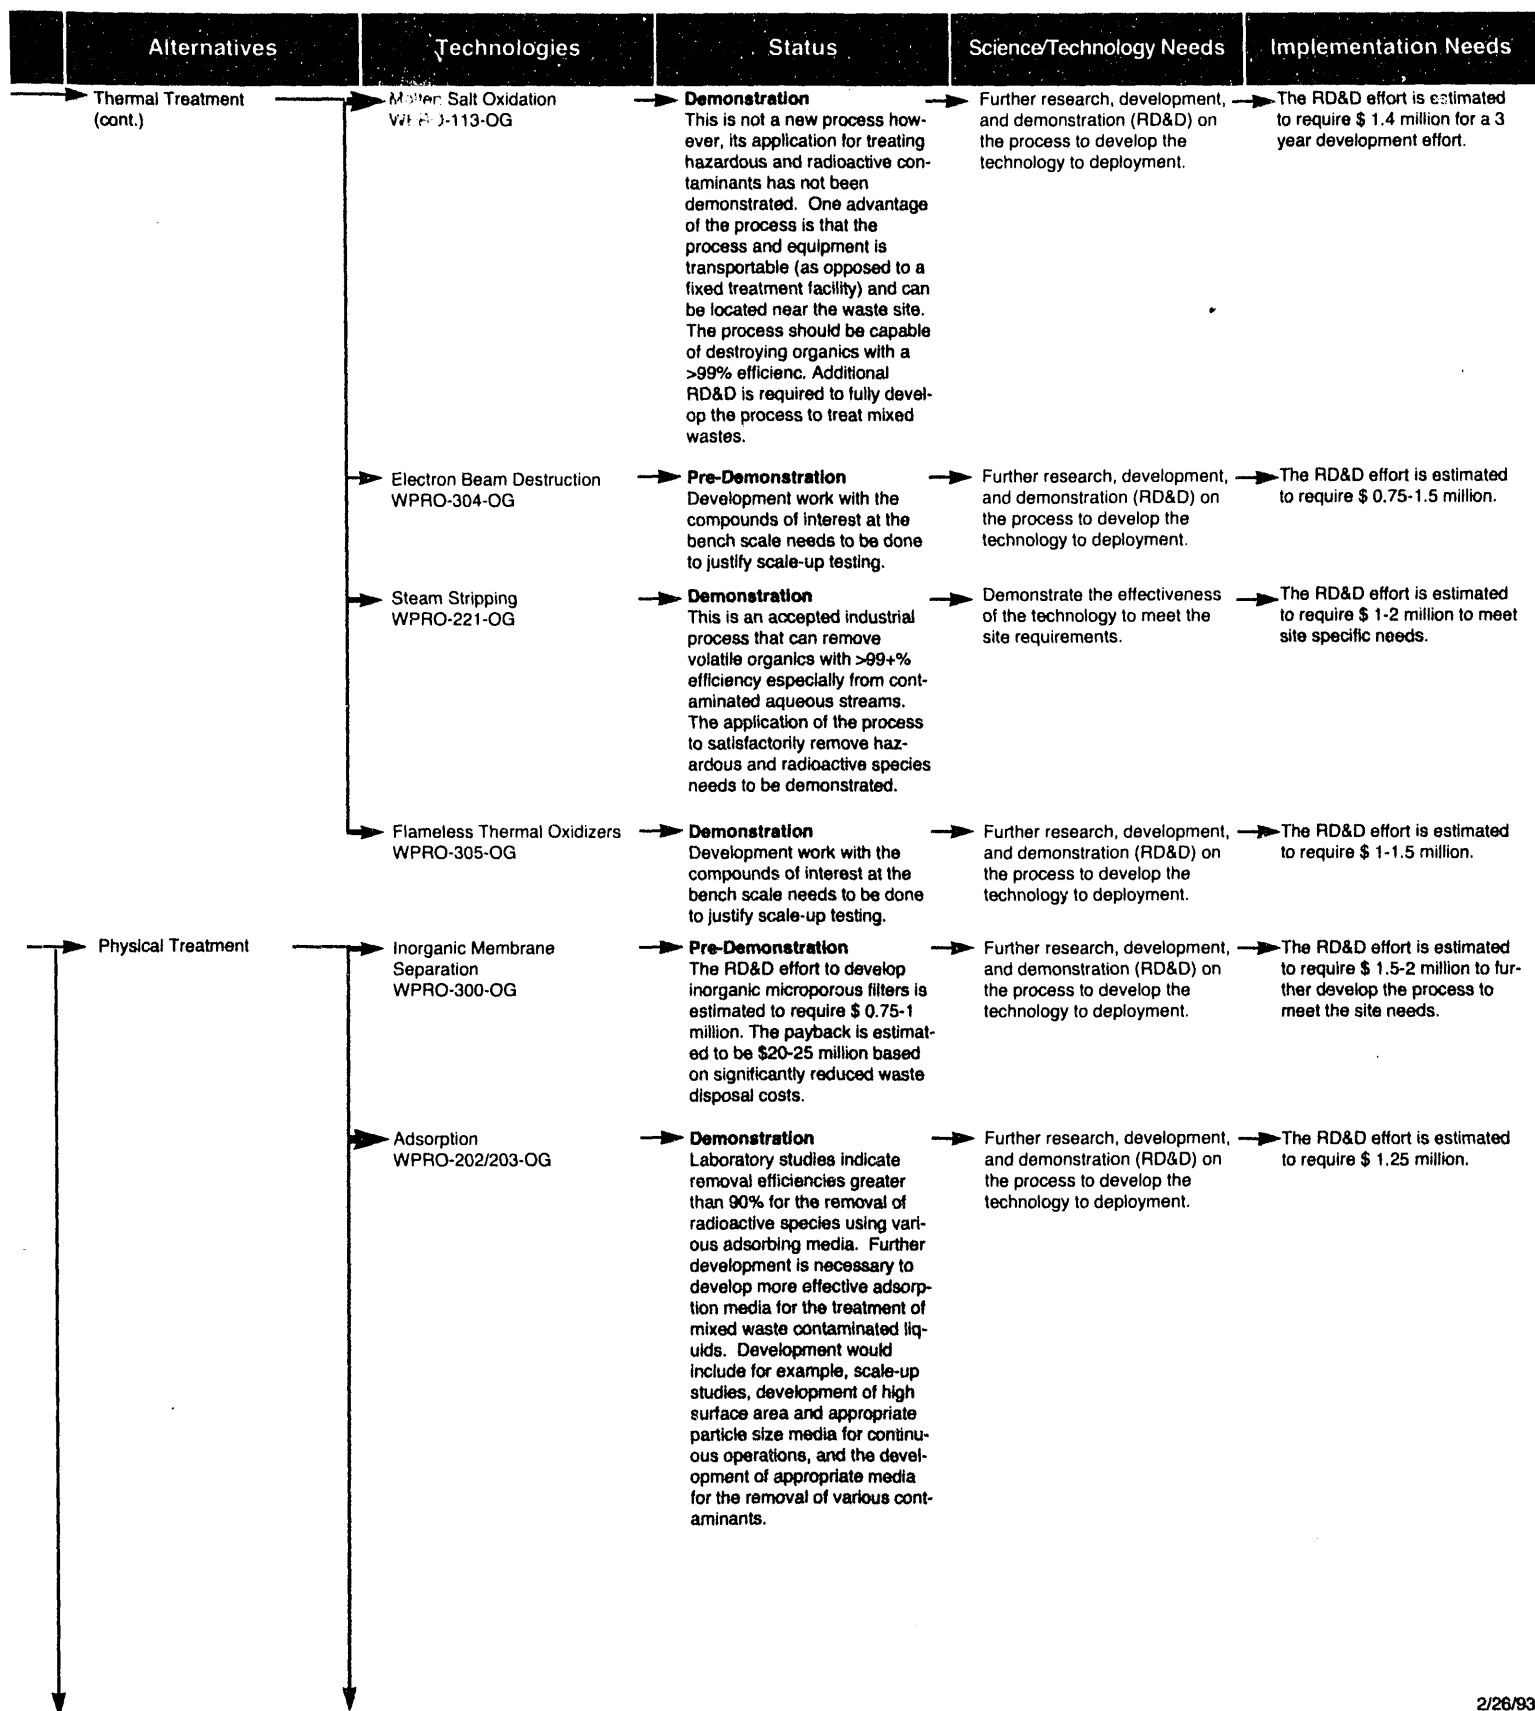 Alternatives
Technologies
Status
Science/Technology Needs
Implementation Needs
Thermal Treatment
(cont.)
Molten Salt Oxidation
WPRO-113-OG
Demonstration
This is not a new process how-
ever, its application for treating
hazardous and radioactive con-
taminants has not been
demonstrated. One advantage
of the process is that the
process and equipment is
transportable (as opposed to a
fixed treatment facility) and can
be located near the waste site.
The process should be capable
of destroying organics with a
>99% efficienc. Additional
RD&D is required to fully devel-
op the process to treat mixed
wastes.
Further research, development,
and demonstration (RD&D) on
the process to develop the
technology to deployment.
The RD&D effort is estimated
to require $ 1.4 million for a 3
year development effort.
Electron Beam Destruction
WPRO-304-OG
Pre-Demonstration
Development work with the
compounds of interest at the
bench scale needs to be done
to justify scale-up testing.
Further research, development,
and demonstration (RD&D) on
the process to develop the
technology to deployment.
The RD&D effort is estimated
to require $ 0.75-1.5 million.
Steam Stripping
WPRO-221-OG
Demonstration
This is an accepted industrial
process that can remove
volatile organics with >99+%
efficiency especially from cont-
aminated aqueous streams.
The application of the process
to satisfactorily remove haz-
ardous and radioactive species
needs to be demonstrated.
Demonstrate the effectiveness
of the technology to meet the
site requirements.
The RD&D effort is estimated
to require $ 1-2 million to meet
site specific needs.
Flameless Thermal Oxidizers
WPRO-305-OG
Demonstration
Development work with the
compounds of interest at the
bench scale needs to be done
to justify scale-up testing.
Further research, development,
and demonstration (RD&D) on
the process to develop the
technology to deployment.
The RD&D effort is estimated
to require $ 1-1.5 million.
Physical Treatment
Inorganic Membrane
Separation
WPRO-300-OG
Pre-Demonstration
The RD&D effort to develop
inorganic microporous filters is
estimated to require $ 0.75-1
million. The payback is estimat-
ed to be $20-25 million based
on significantly reduced waste
disposal costs.
Further research, development,
and demonstration (RD&D) on
the process to develop the
technology to deployment.
The RD&D effort is estimated
to require $ 1.5-2 million to fur-
ther develop the process to
meet the site needs.
Adsorption
WPRO-202/203-OG
Demonstration
Laboratory studies indicate
removal efficiencies greater
than 90% for the removal of
radioactive species using vari-
ous adsorbing media. Further
development is necessary to
develop more effective adsorp-
tion media for the treatment of
mixed waste contaminated liq-
uids. Development would
include for example, scale-up
studies, development of high
surface area and appropriate
particle size media for continu-
ous operations, and the devel-
opment of appropriate media
for the removal of various cont-
aminants.
Further research, development,
and demonstration (RD&D) on
the process to develop the
technology to deployment.
The RD&D effort is estimated
to require $ 1.25 million.
2/26/93